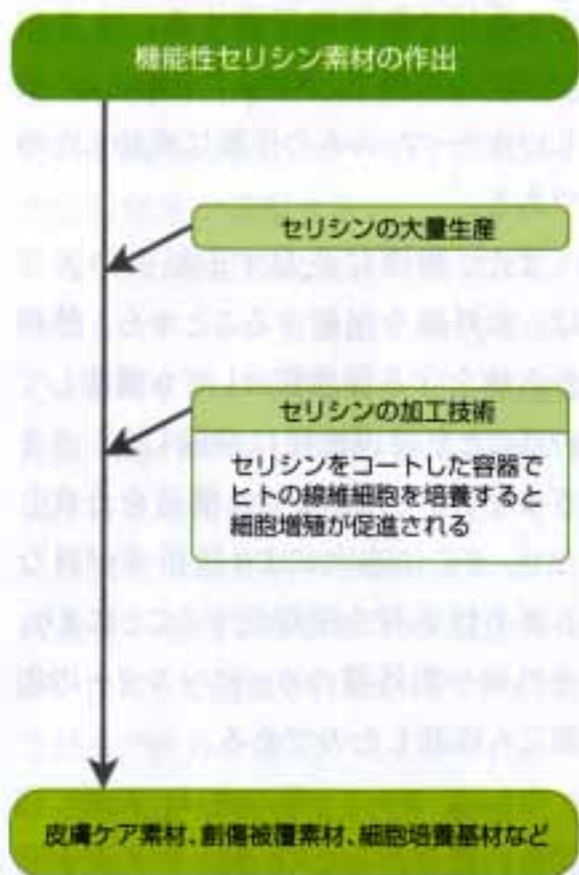 機能性セリシン素材の作出
セリシンの大量生産
セリシンの加工技術
セリシンをコートした容器で
ヒトの線維細胞を培養すると
細胞増殖が促進される
皮膚ケア素材、創傷被覆素材、細胞培養基材など